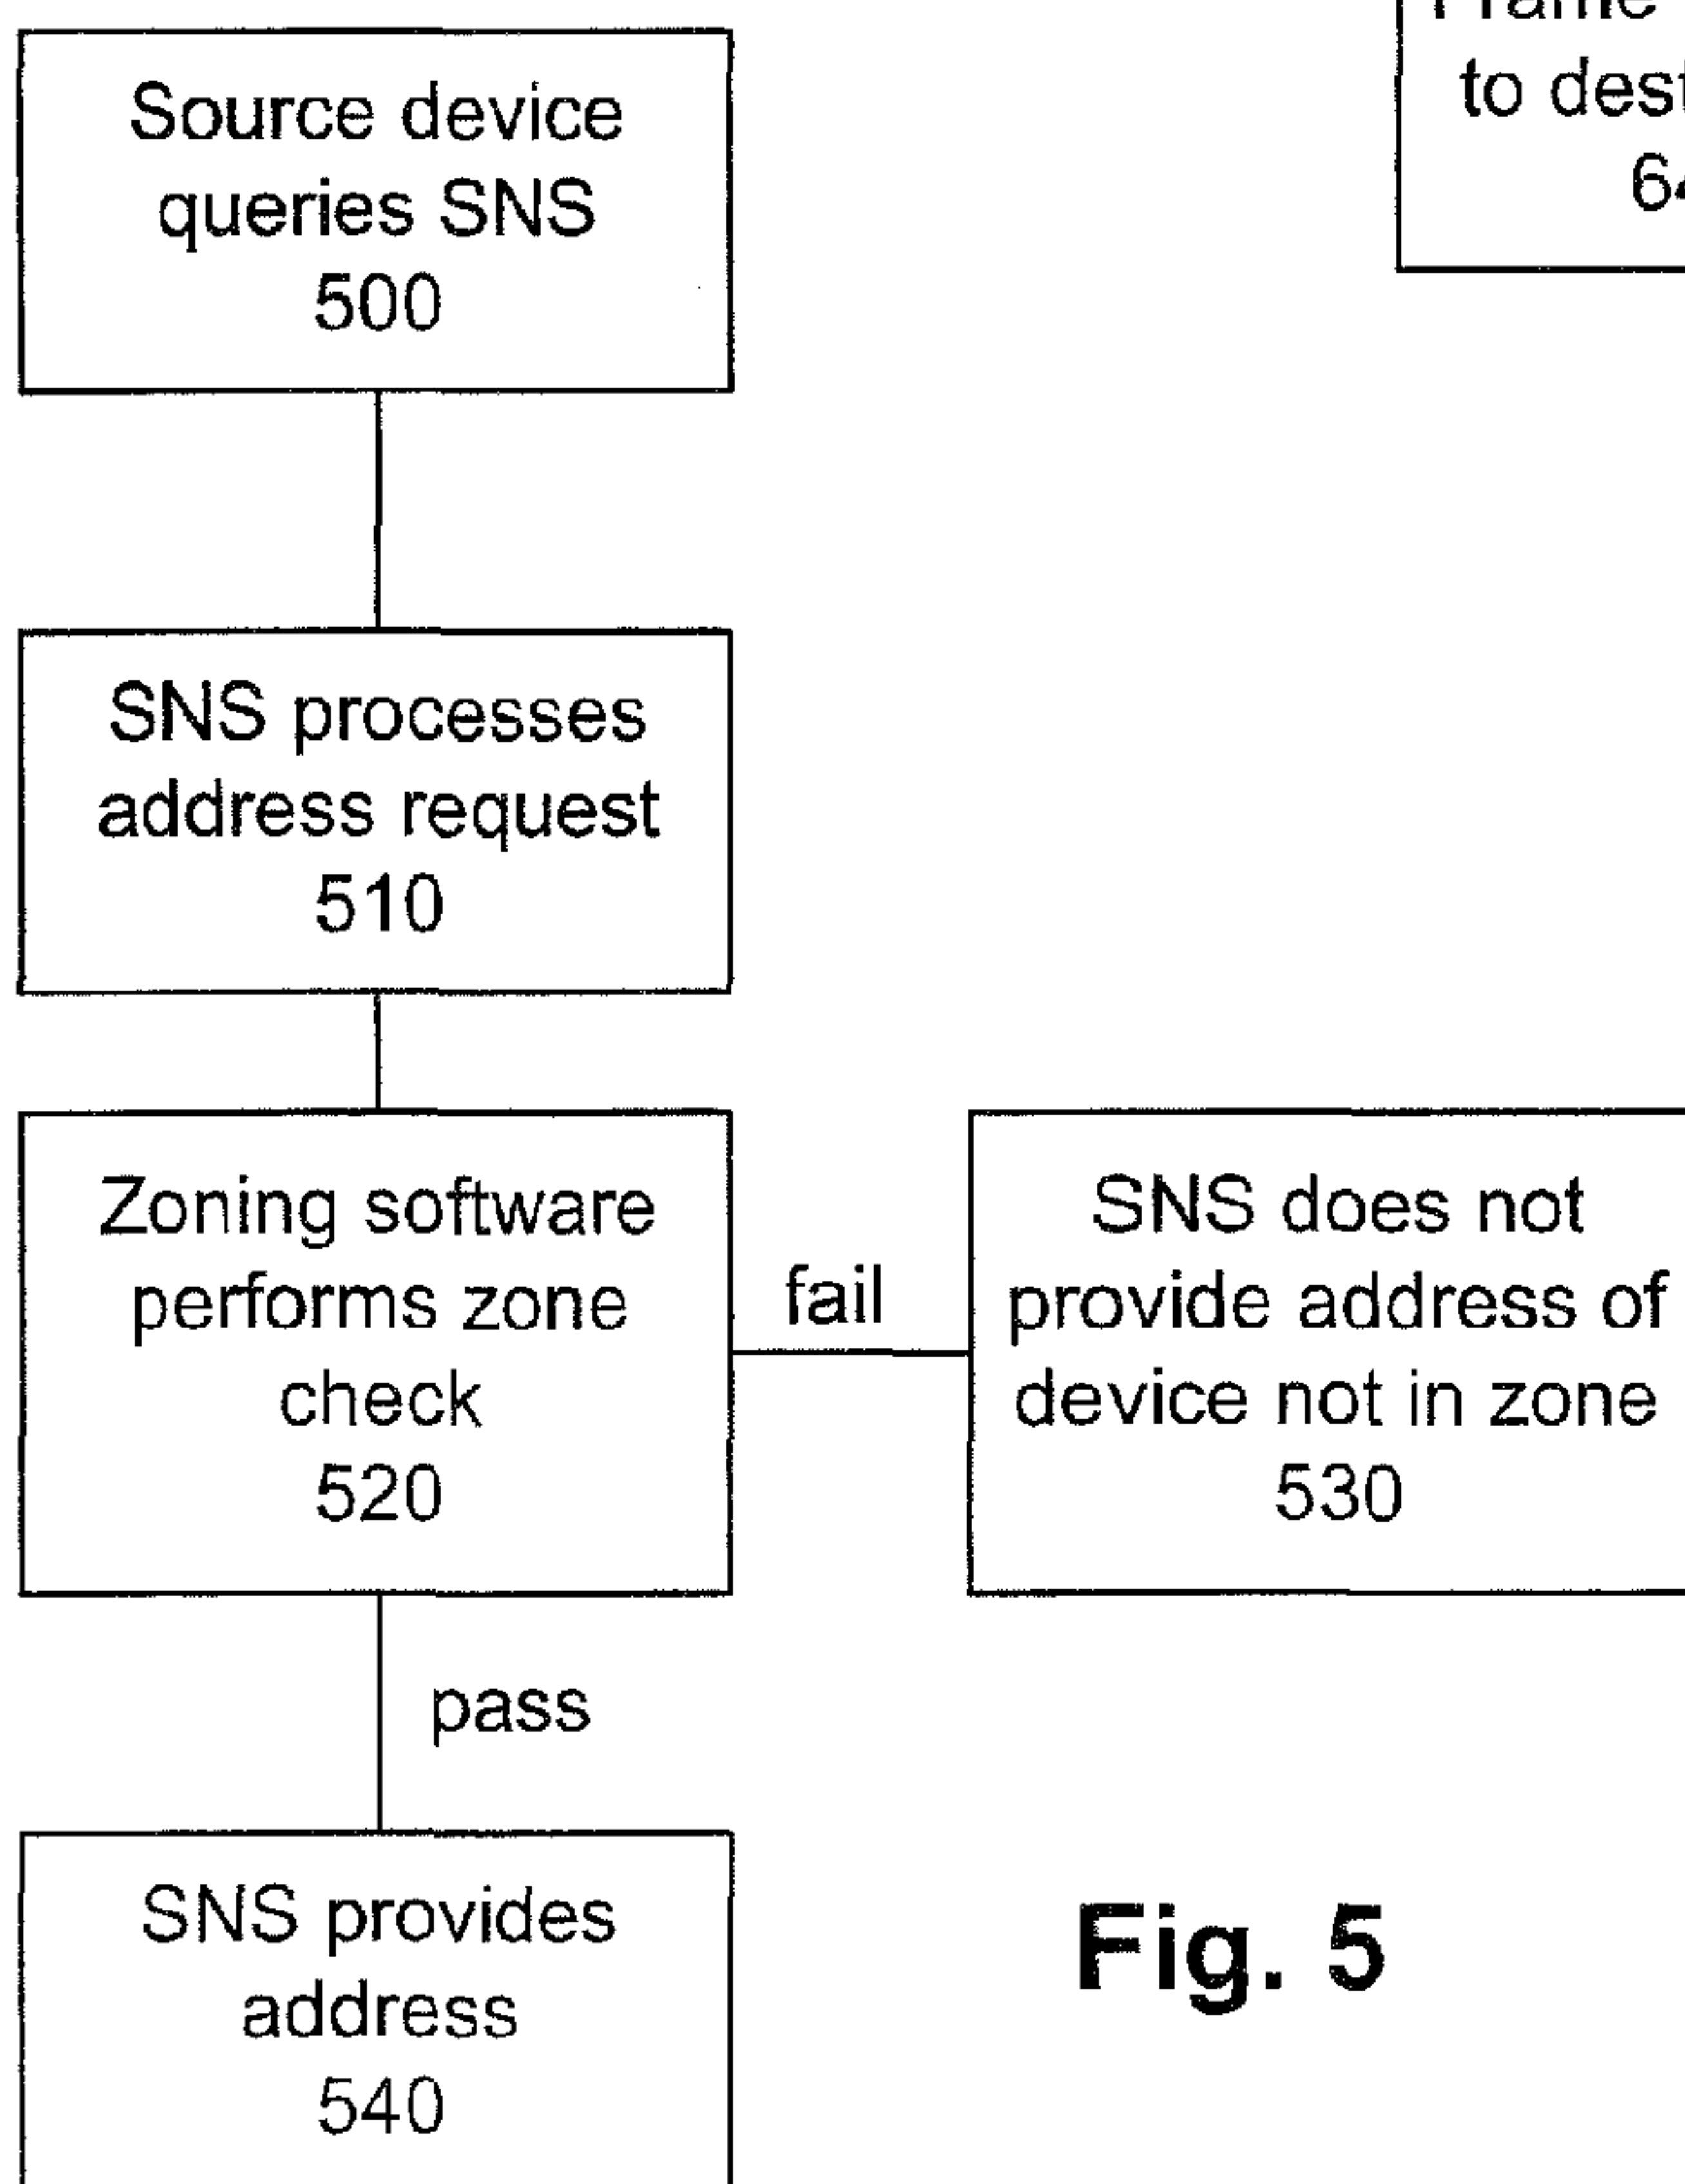 to
Source device
queries SNS
500
SNS processes
address request
510
Zoning software
performs zone
check
520
fail
SNS does not
provide address of
device not in zone
530
pass
SNS provides
address
540
Fig. 5